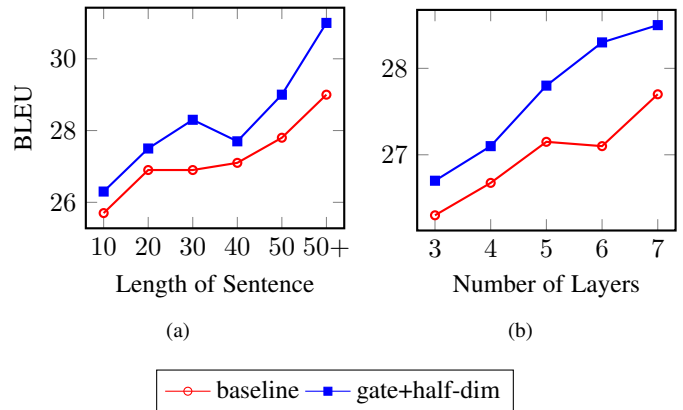 BLEU
30
28
26
10 20 30 40 50 50+
Length of Sentence
(a)
28
27
3 4 5 6 7
Number of Layers
(b)
baseline gate+half-dim